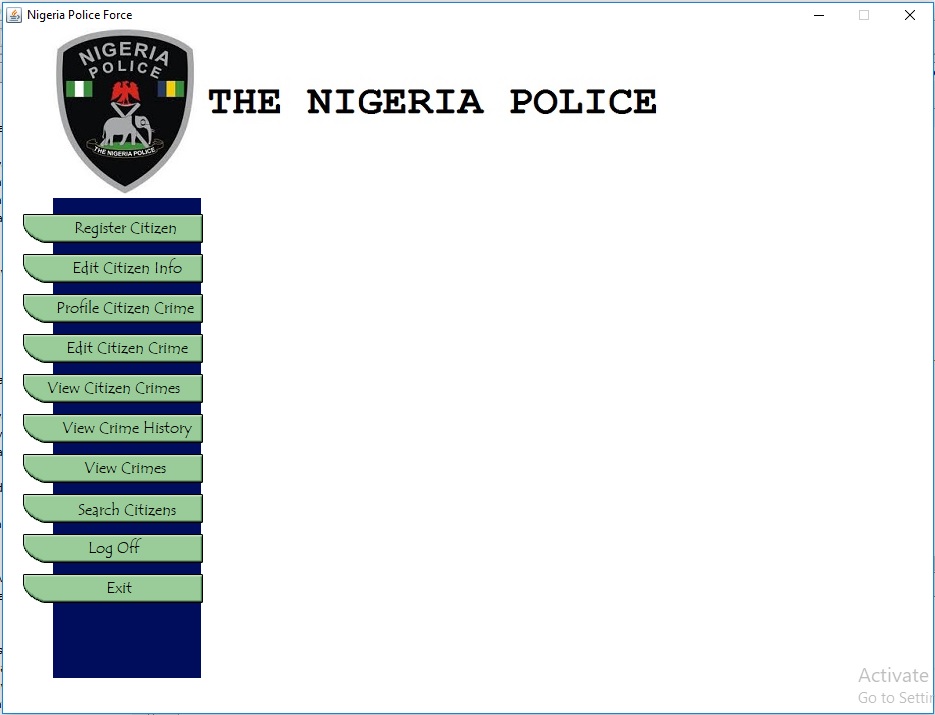 Nigeria Police Force
NIGERIA
POLICE
THE NIGERIA POLICE
THE NIGERIA POLICE
Register Citizen
Edit Citizen Info
Profile Citizen Crime
Edit Citizen Crime
View Citizen Crimes
View Crime History
View Crimes
Search Citizens
Log Off
Exit
Activate
Go to